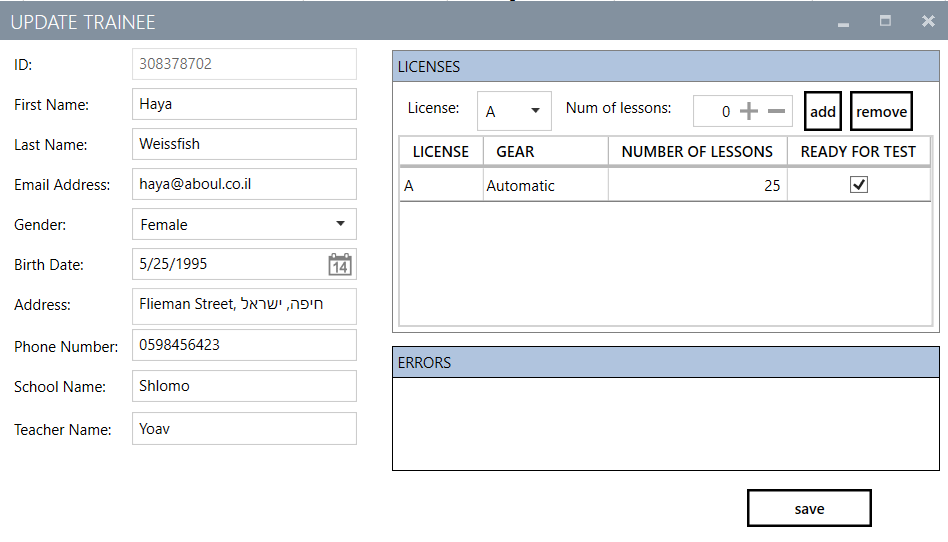 UPDATE TRAINEE
ID: 308378702
First Name: Haya
Last Name: Weissfish
Email Address: haya@aboul.co.il
Gender: Female
Birth Date: 5/25/1995 14
Address: Flieman Street, חיפה, ישראל
Phone Number: 0598456423
School Name: Shlomo
Teacher Name: Yoav
LICENSES
License: A Num of lessons: 0 add remove
LICENSE GEAR NUMBER OF LESSONS READY FOR TEST
A Automatic 25
ERRORS
save